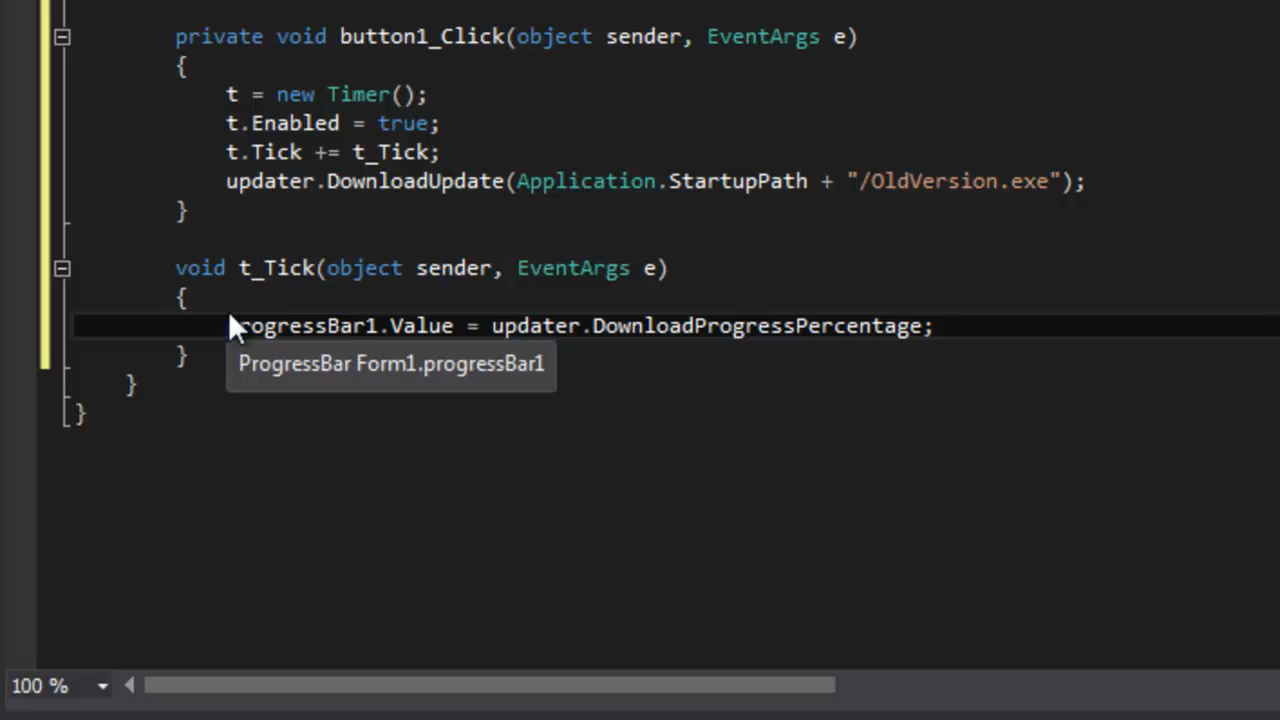 private void button1_Click(object sender, EventArgs e)
{
t = new Timer();
t.Enabled = true;
t.Tick += t_Tick;
updater.DownloadUpdate(Application.StartupPath + "/OldVersion.exe");
}
void t_Tick(object sender, EventArgs e)
{
rogressBar1.Value = updater.DownloadProgressPercentage;
}
ProgressBar Form1.progressBar1
}
}
100 %